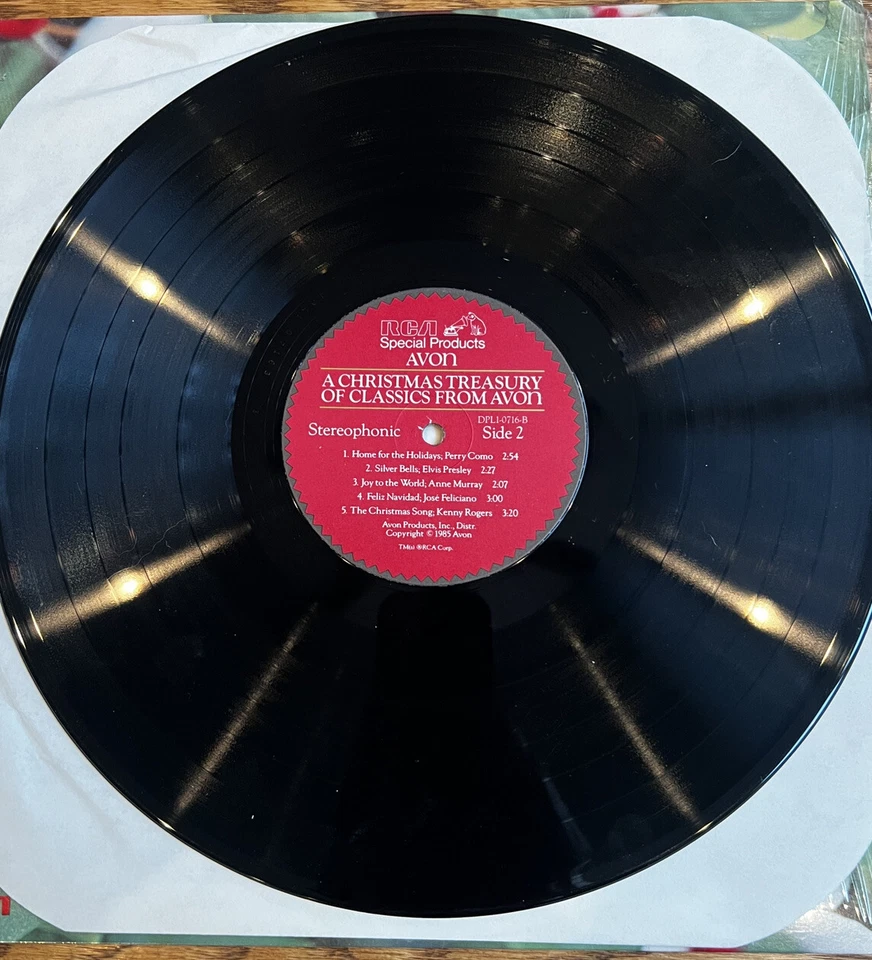 RCA
Special Products
AVON
A CHRISTMAS TREASURY
OF CLASSICS FROM AVON
DPL1-0716-B
Stereophonic Side 2
1. Home for the Holidays; Perry Como 2:54
2. Silver Bells; Elvis Presley 2:27
3. Joy to the World; Anne Murray 2:07
4. Feliz Navidad; José Feliciano 3:00
5. The Christmas Song; Kenny Rogers 3:20
Avon Products, Inc., Distr.
Copyright © 1985 Avon
TM(s) ®RCA Corp.